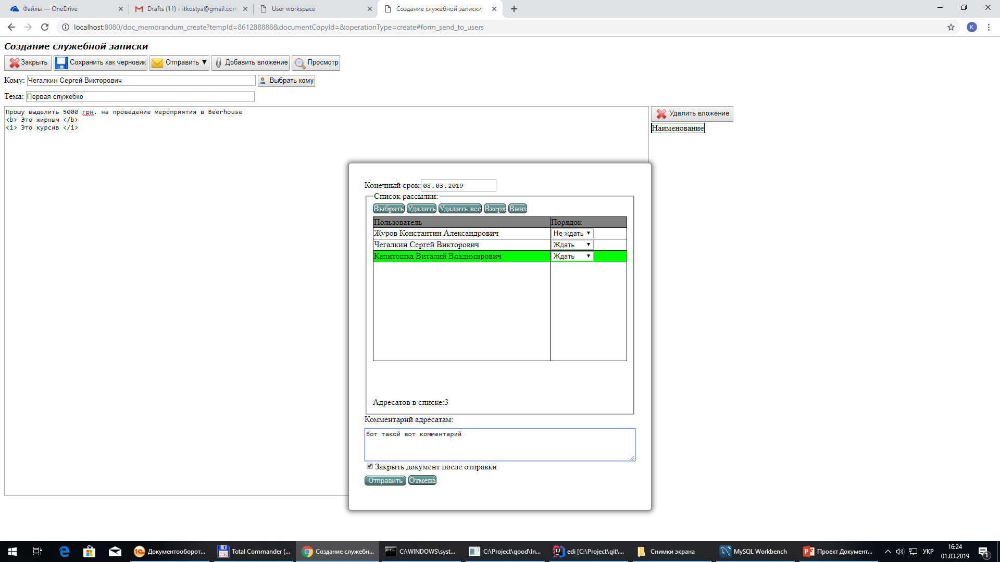 Файлы — OneDrive
Drafts (11) - itkostya@gmail.com
User workspace
Создание служебной записки
localhost:8080/doc_memorandum_create?tempId=861288888&documentCopyId=&operationType=create#form_send_to_users
K
Создание служебной записки
Закрыть
Сохранить как черновик
Отправить ▼
Добавить вложение
Просмотр
Кому: Чегалкин Сергей Викторович
Выбрать кому
Тема: Первая служебко
Прошу выделить 5000 грн. на проведение мероприятия в Beerhouse
<b> Это жирным </b>
<i> Это курсив </i>
Удалить вложение
Наименование
Конечный срок: 08.03.2019
Список рассылки:
Выбрать Удалить Удалить все Вверх Вниз
Пользователь Порядок
Журов Константин Александрович Не ждать
Чегалкин Сергей Викторович Ждать
Капитошка Виталий Владимирович Ждать
Адресатов в списке:3
Комментарий адресатам:
Вот такой вот комментарий
Закрыть документ после отправки
Отправить Отмена
Документооборот...
Total Commander (...
Создание служебн...
C:\WINDOWS\syst...
C:\Project\good\In...
edi [C:\Project\git\...
Снимки экрана
MySQL Workbench
Проект Документ...
УКР
16:24
01.03.2019
1